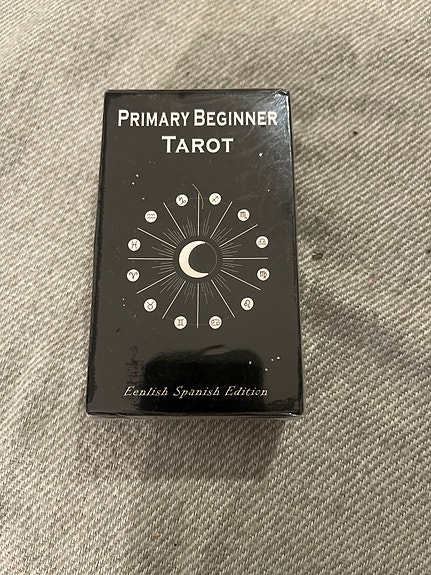 PRIMARY BEGINNER
TAROT
Eenlish Spanish Edition